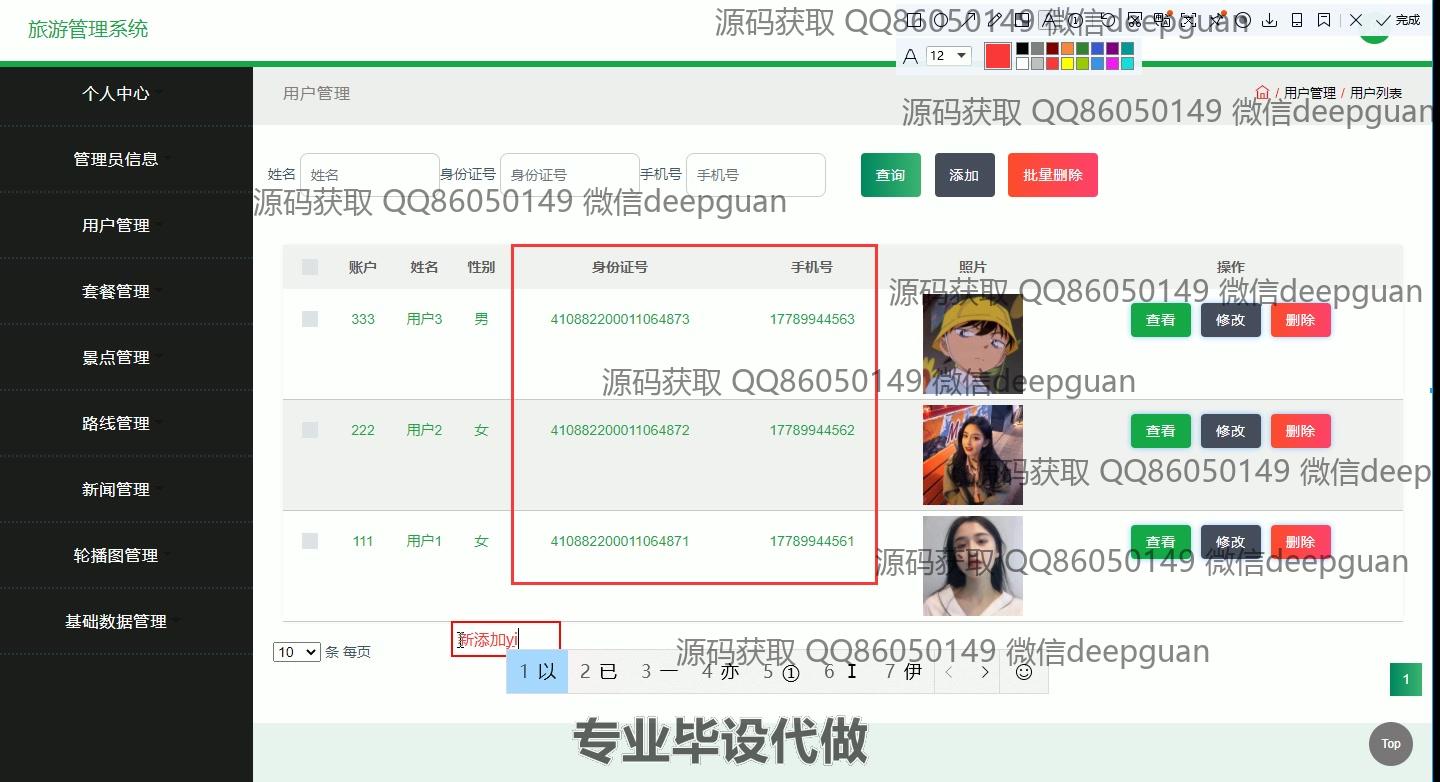 旅游管理系统
源码获取 QQ86050149 微信deepguan
完成
A 12
个人中心
管理员信息
用户管理
套餐管理
景点管理
路线管理
新闻管理
轮播图管理
基础数据管理
用户管理
/ 用户管理 / 用户列表
源码获取 QQ86050149 微信deepguan
姓名 姓名 身份证号 身份证号 手机号 手机号 查询 添加 批量删除
源码获取 QQ86050149 微信deepguan
账户 姓名 性别 身份证号 手机号 照片 操作
源码获取 QQ86050149 微信deepguan
333 用户3 男 410882200011064873 17789944563 查看 修改 删除
源码获取 QQ86050149 微信deepguan
222 用户2 女 410882200011064872 17789944562 查看 修改 删除
源码获取 QQ86050149 微信deep
111 用户1 女 410882200011064871 17789944561 查看 修改 删除
源码获取 QQ86050149 微信deepguan
新添加yi
10 条 每页
源码获取 QQ86050149 微信deepguan
1 以 2 已 3 一 4 亦 5 ① 6 I 7 伊
1
专业毕设代做
Top